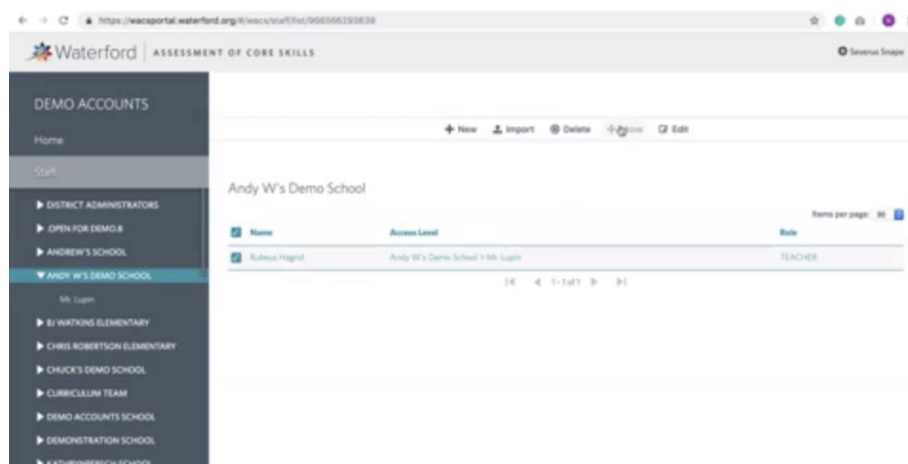 https://wacsportal.waterford.org/#/wacs/staff/list/966566293639
Waterford | ASSESSMENT OF CORE SKILLS
Severus Snape
DEMO ACCOUNTS
+ New Import Delete Move Edit
Home
Staff
Andy W's Demo School
DISTRICT ADMINISTRATORS
Items per page: 30
.OPEN FOR DEMO.8
Name Access Level Role
ANDREW'S SCHOOL
Rubeus Hagrid Andy W's Demo School > Mr. Lupin TEACHER
ANDY W'S DEMO SCHOOL
1-1 of 1
Mr. Lupin
BJ WATKINS ELEMENTARY
CHRIS ROBERTSON ELEMENTARY
CHUCK'S DEMO SCHOOL
CURRICULUM TEAM
DEMO ACCOUNTS SCHOOL
DEMONSTRATION SCHOOL